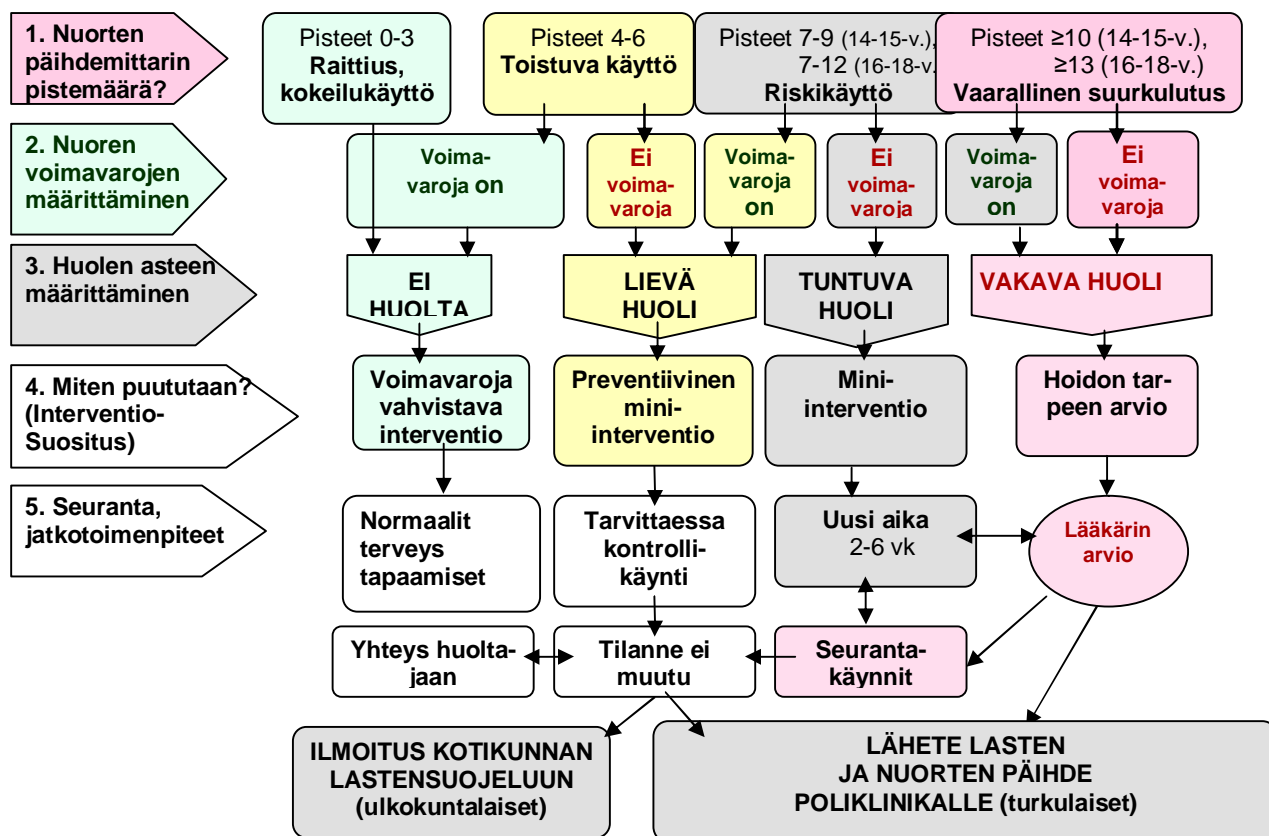 1. Nuorten
päihdemittarin
pistemäärä?
Pisteet 0-3
Raittius,
kokeilukäyttö
Pisteet 4-6
Toistuva käyttö
Pisteet 7-9 (14-15-v.),
7-12 (16-18-v.
Riskikäyttö
Pisteet ≥10 (14-15-v.),
≥13 (16-18-v.)
Vaarallinen suurkulutus
2. Nuoren
voimavarojen
määrittäminen
Voima-
varoja on
Ei
voima-
varoja
Voima-
varoja
on
Ei
voima-
varoja
Voima-
varoja
on
Ei
voima-
varoja
3. Huolen asteen
määrittäminen
EI
HUOLTA
LIEVÄ
HUOLI
TUNTUVA
HUOLI
VAKAVA HUOLI
4. Miten puututaan?
(Interventio-
Suositus)
Voimavaroja
vahvistava
interventio
Preventiivinen
mini-
interventio
Mini-
interventio
Hoidon tar-
peen arvio
5. Seuranta,
jatkotoimenpiteet
Normaalit
terveys
tapaamiset
Tarvittaessa
kontrolli-
käynti
Uusi aika
2-6 vk
Lääkärin
arvio
Yhteys huolta-
jaan
Tilanne ei
muutu
Seuranta-
käynnit
ILMOITUS KOTIKUNNAN
LASTENSUOJELUUN
(ulkokuntalaiset)
LÄHETE LASTEN
JA NUORTEN PÄIHDE
POLIKLINIKALLE (turkulaiset)